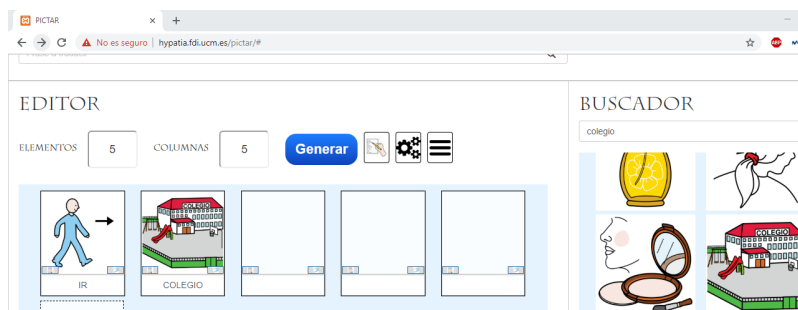 PICTAR
No es seguro | hypatia.fdi.ucm.es/pictar/#
ABP
EDITOR
BUSCADOR
ELEMENTOS 5 COLUMNAS 5 Generar
colegio
COLEGIO
COLEGIO
IR
COLEGIO